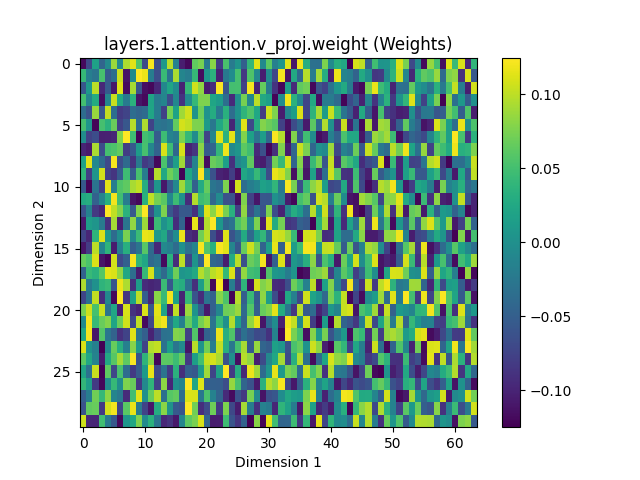 layers.1.attention.v_proj.weight (Weights)
0
5
10
15
20
25
Dimension 2
0 10 20 30 40 50 60
Dimension 1
0.10
0.05
0.00
−0.05
−0.10